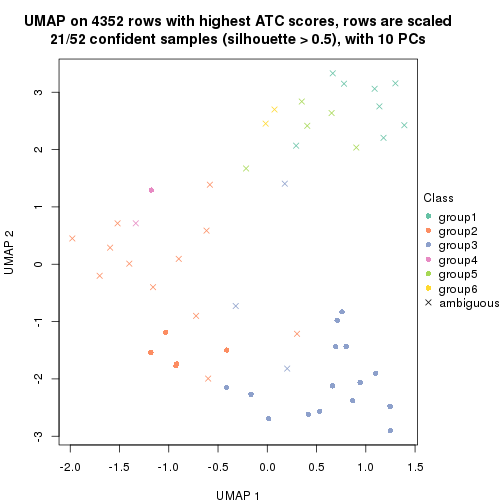 UMAP on 4352 rows with highest ATC scores, rows are scaled
21/52 confident samples (silhouette > 0.5), with 10 PCs
UMAP 2
3
2
1
0
-1
-2
-3
-2.0 -1.5 -1.0 -0.5 0.0 0.5 1.0 1.5
UMAP 1
Class
group1
group2
group3
group4
group5
group6
ambiguous